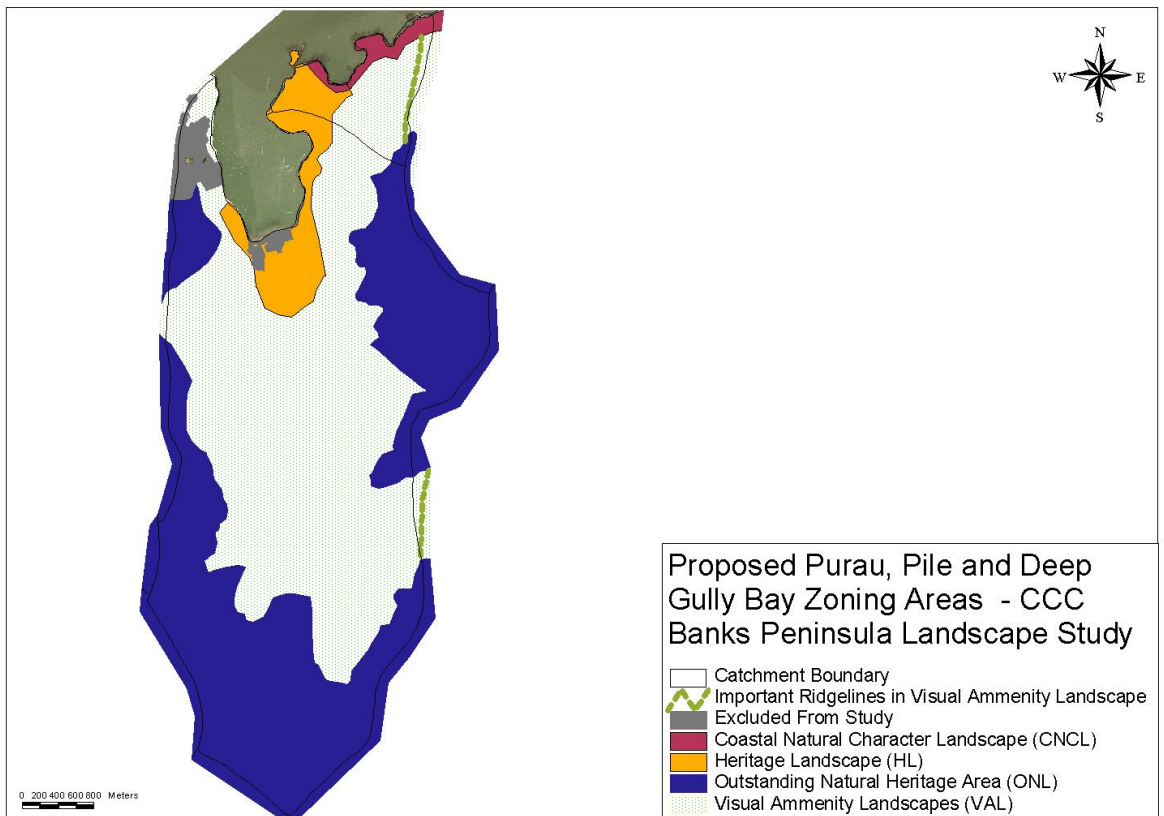 N
W E
S
Proposed Purau, Pile and Deep
Gully Bay Zoning Areas - CCC
Banks Peninsula Landscape Study
Catchment Boundary
Important Ridgelines in Visual Ammenity Landscape
Excluded From Study
Coastal Natural Character Landscape (CNCL)
Heritage Landscape (HL)
Outstanding Natural Heritage Area (ONL)
Visual Ammenity Landscapes (VAL)
0 200 400 600 800 Meters